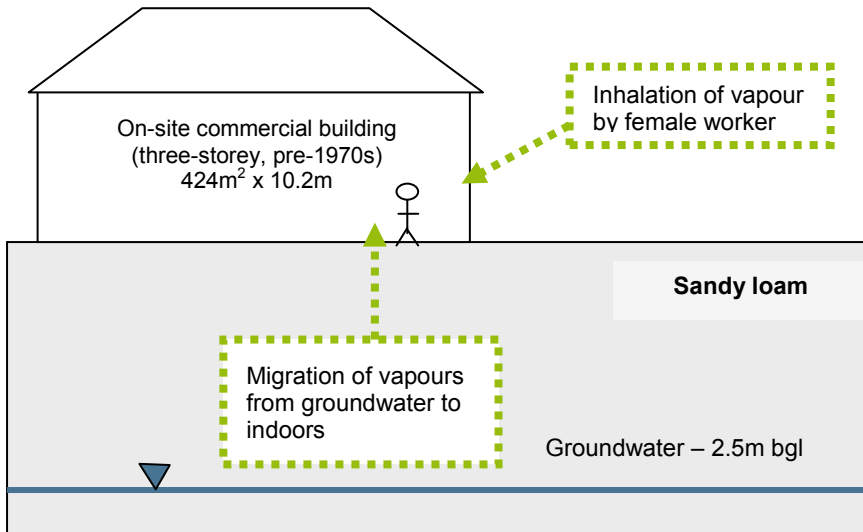 On-site commercial building
(three-storey, pre-1970s)
424m² x 10.2m
Inhalation of vapour
by female worker
Sandy loam
Migration of vapours
from groundwater to
indoors
Groundwater – 2.5m bgl